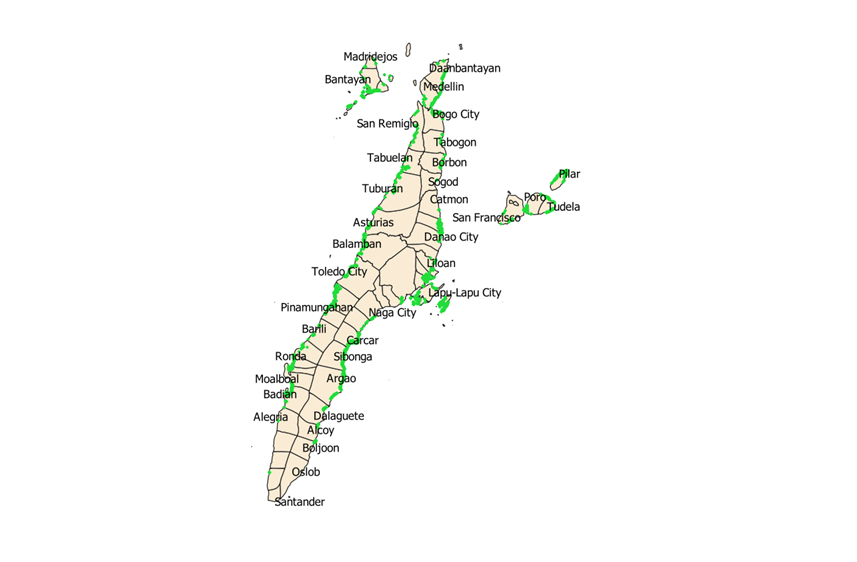 Madridejos
Daanbantayan
Bantayan
Medellin
Bogo City
San Remigio
Tabogon
Tabuelan
Borbon
Pilar
Sogod
Tuburan
Catmon
Poro
Tudela
San Francisco
Asturias
Danao City
Balamban
Liloan
Toledo City
Lapu-Lapu City
Pinamungahan
Naga City
Barili
Carcar
Ronda
Sibonga
Moalboal
Argao
Badian
Alegria
Dalaguete
Alcoy
Boljoon
Oslob
Santander